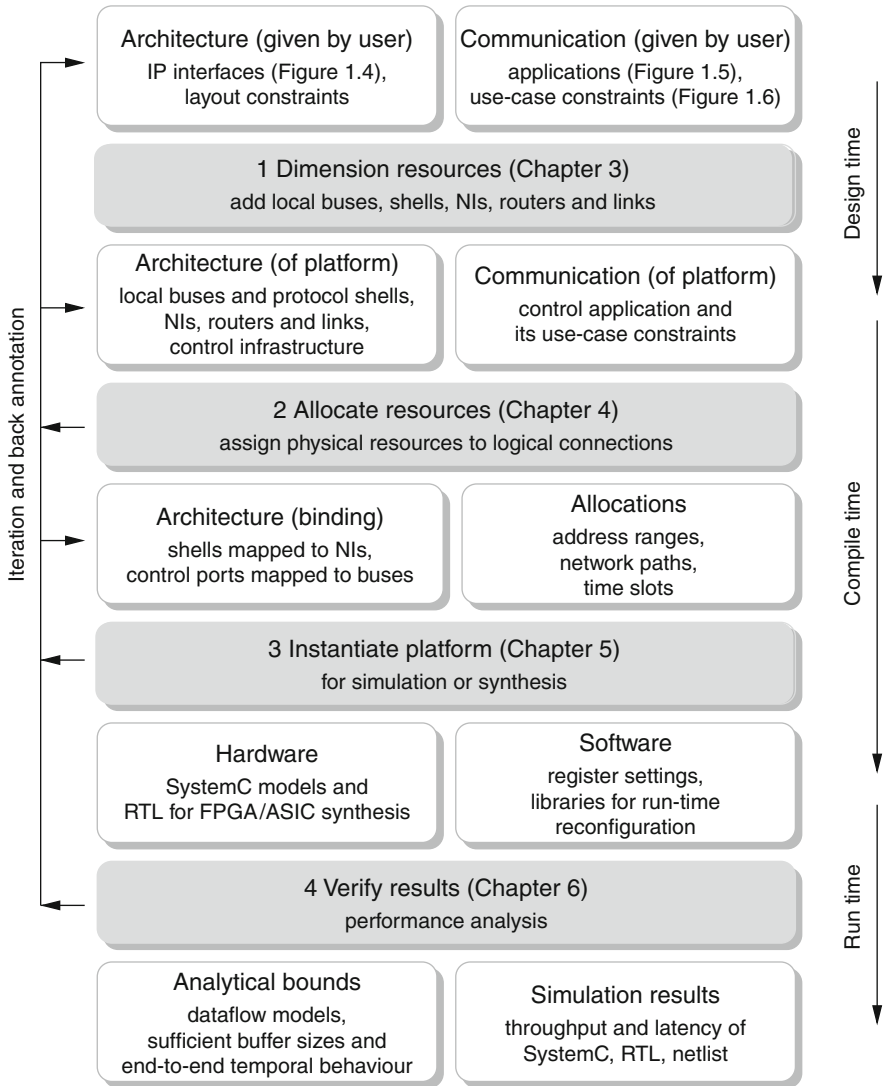 Architecture (given by user)
IP interfaces (Figure 1.4),
layout constraints
Communication (given by user)
applications (Figure 1.5),
use-case constraints (Figure 1.6)
1 Dimension resources (Chapter 3)
add local buses, shells, NIs, routers and links
Architecture (of platform)
local buses and protocol shells,
NIs, routers and links,
control infrastructure
Communication (of platform)
control application and
its use-case constraints
2 Allocate resources (Chapter 4)
assign physical resources to logical connections
Architecture (binding)
shells mapped to NIs,
control ports mapped to buses
Allocations
address ranges,
network paths,
time slots
3 Instantiate platform (Chapter 5)
for simulation or synthesis
Hardware
SystemC models and
RTL for FPGA/ASIC synthesis
Software
register settings,
libraries for run-time
reconfiguration
4 Verify results (Chapter 6)
performance analysis
Analytical bounds
dataflow models,
sufficient buffer sizes and
end-to-end temporal behaviour
Simulation results
throughput and latency of
SystemC, RTL, netlist
Iteration and back annotation
Design time
Compile time
Run time